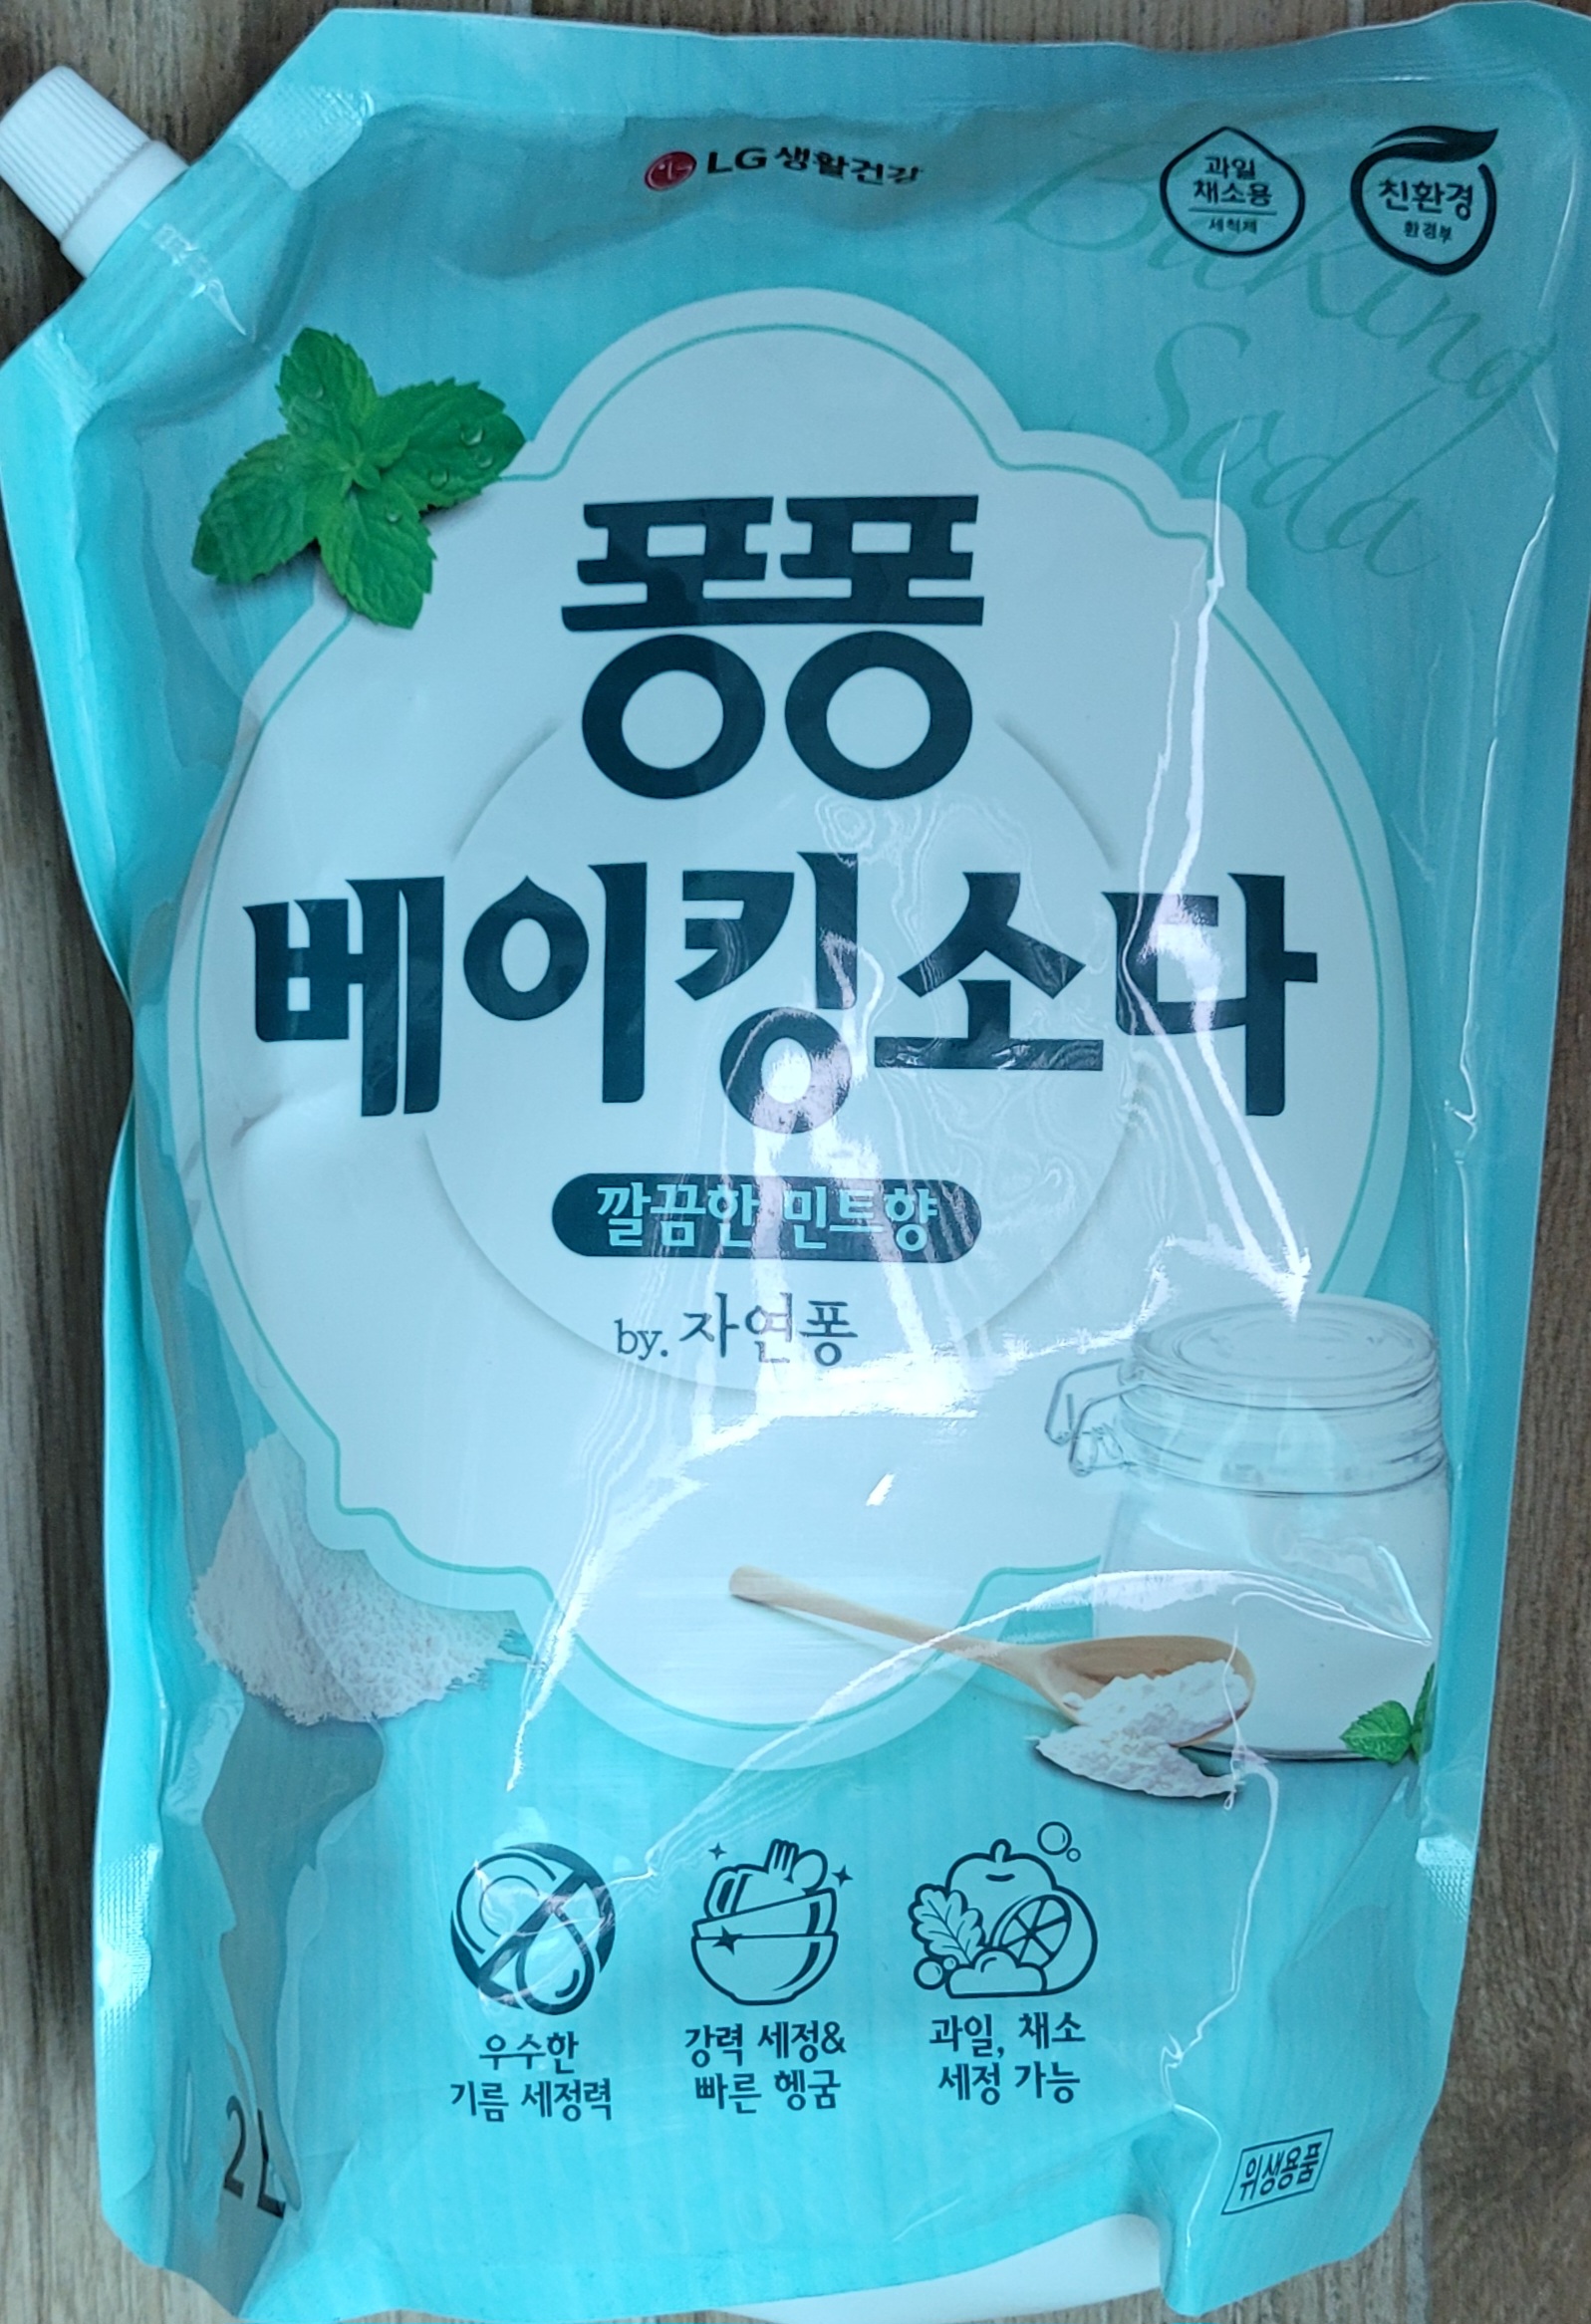 LG생활건강
과일
채소용
세척제
친환경
환경부
Baking
Soda
퐁퐁
베이킹소다
깔끔한 민트향
by. 자연퐁
우수한
기름 세정력
강력 세정&
빠른 헹굼
과일, 채소
세정 가능
2L
위생용품